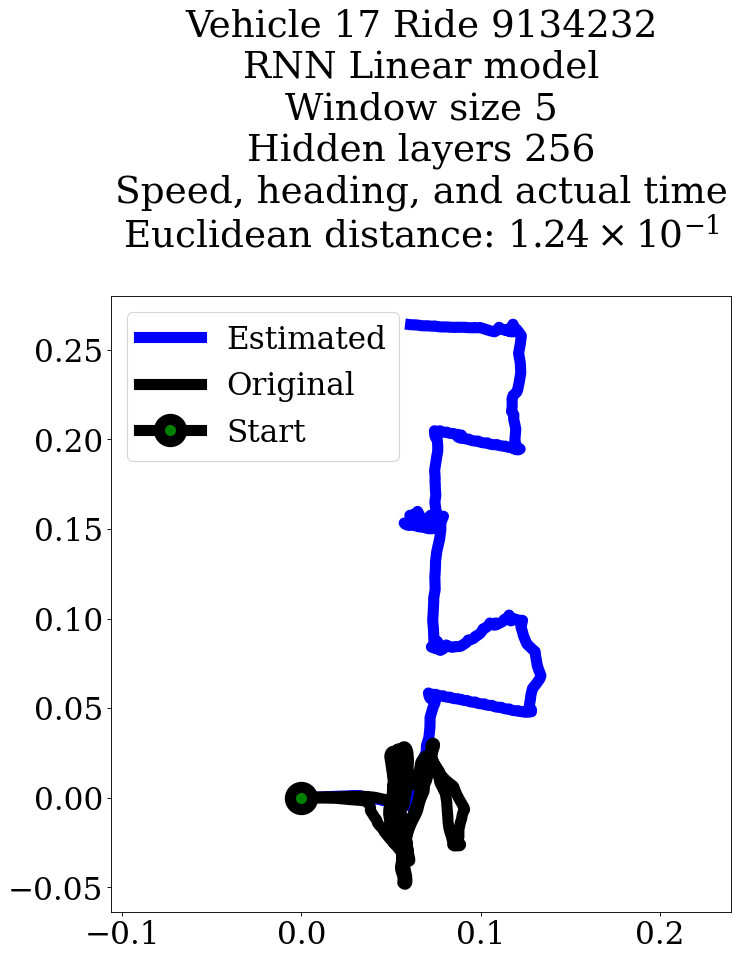 Vehicle 17 Ride 9134232
RNN Linear model
Window size 5
Hidden layers 256
Speed, heading, and actual time
Euclidean distance: 1.24 × 10⁻¹
Estimated
Original
Start
0.25
0.20
0.15
0.10
0.05
0.00
−0.05
−0.1
0.0
0.1
0.2